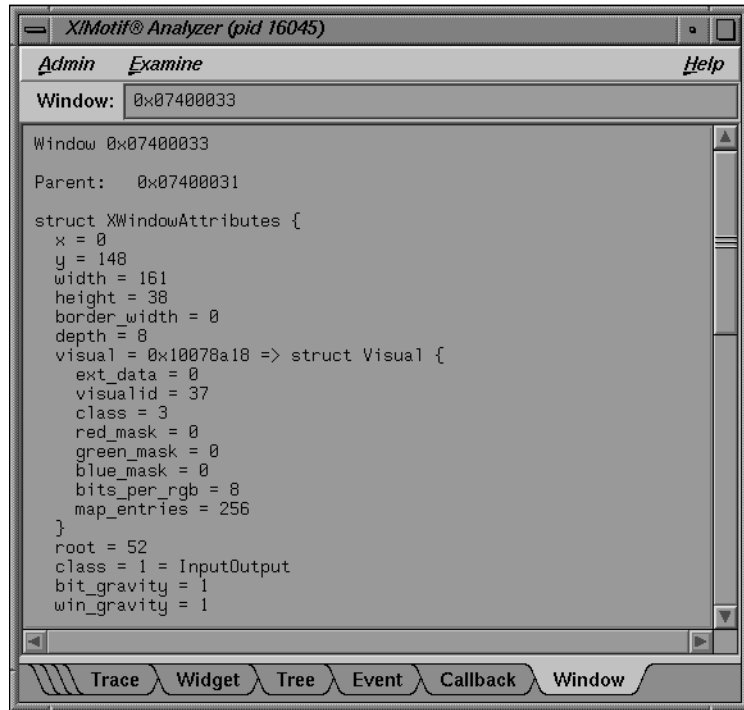 X/Motif® Analyzer (pid 16045)
Admin Examine Help
Window: 0x07400033
Window 0x07400033
Parent: 0x07400031
struct XWindowAttributes {
x = 0
y = 148
width = 161
height = 38
border_width = 0
depth = 8
visual = 0x10078a18 => struct Visual {
ext_data = 0
visualid = 37
class = 3
red_mask = 0
green_mask = 0
blue_mask = 0
bits_per_rgb = 8
map_entries = 256
}
root = 52
class = 1 = InputOutput
bit_gravity = 1
win_gravity = 1
Trace Widget Tree Event Callback Window